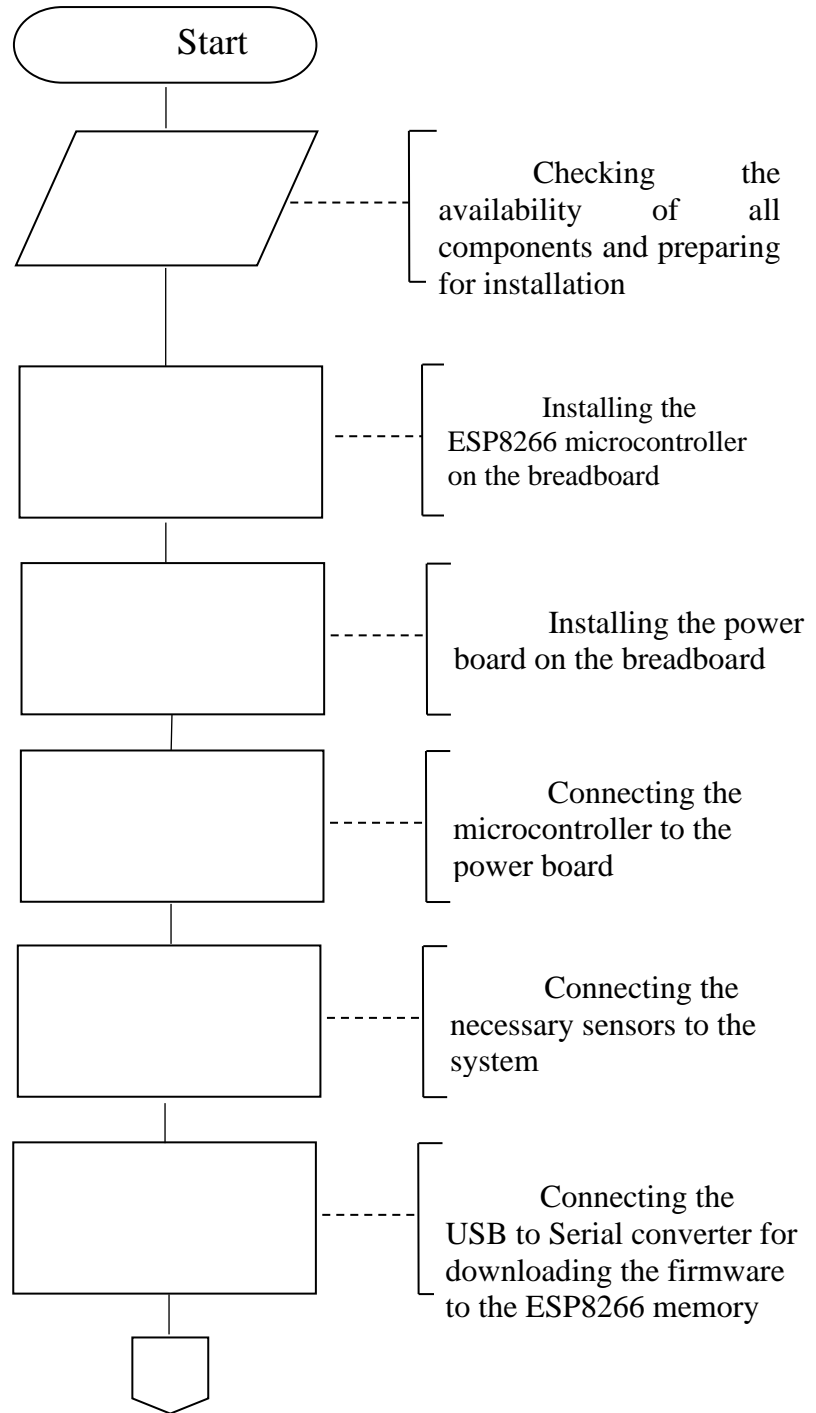 Start
Checking the
availability of all
components and preparing
for installation
Installing the
ESP8266 microcontroller
on the breadboard
Installing the power
board on the breadboard
Connecting the
microcontroller to the
power board
Connecting the
necessary sensors to the
system
Connecting the
USB to Serial converter for
downloading the firmware
to the ESP8266 memory